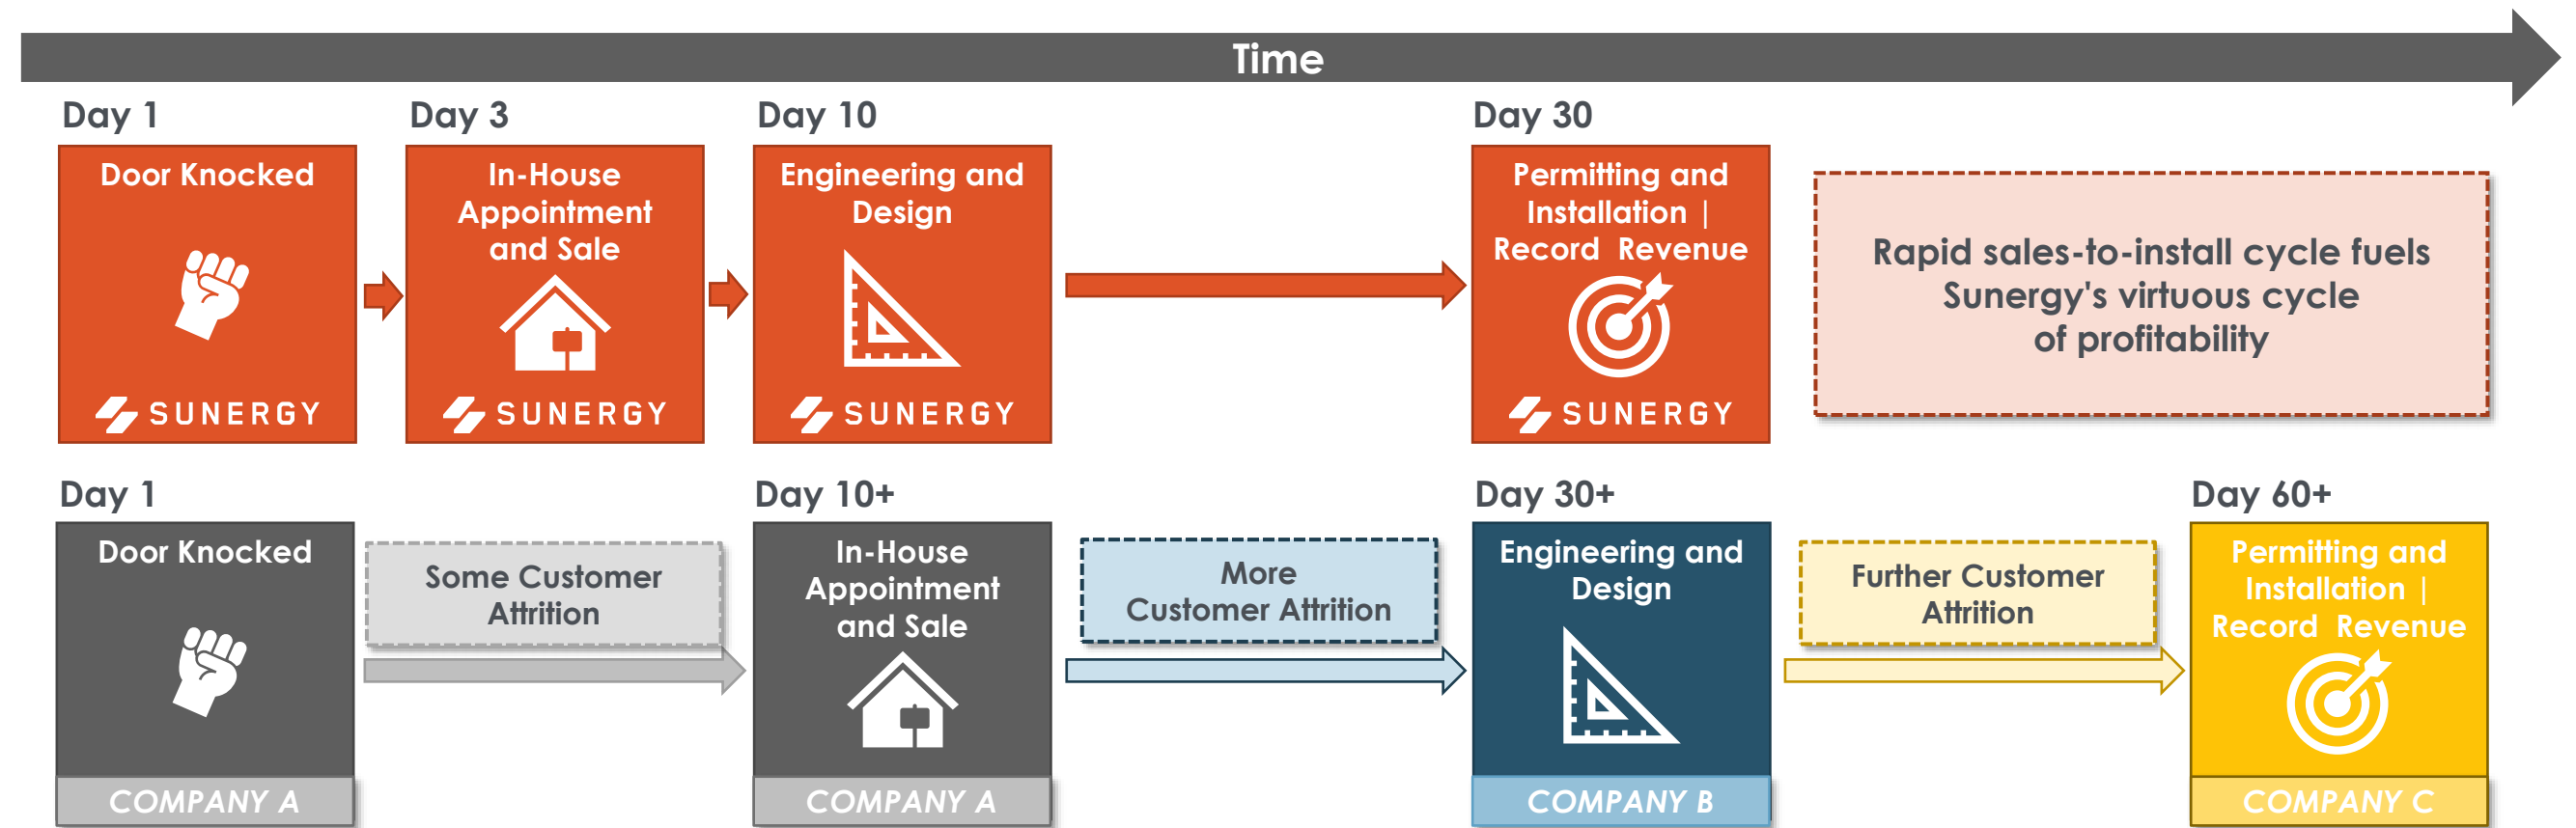 Time
Day 1
Day 3
Day 10
Day 30
Door Knocked
SUNERGY
In-House
Appointment
and Sale
SUNERGY
Engineering and
Design
SUNERGY
Permitting and
Installation |
Record Revenue
SUNERGY
Rapid sales-to-install cycle fuels
Sunergy's virtuous cycle
of profitability
Day 1
Day 10+
Day 30+
Day 60+
Door Knocked
COMPANY A
Some Customer
Attrition
In-House
Appointment
and Sale
COMPANY A
More
Customer Attrition
Engineering and
Design
COMPANY B
Further Customer
Attrition
Permitting and
Installation |
Record Revenue
COMPANY C